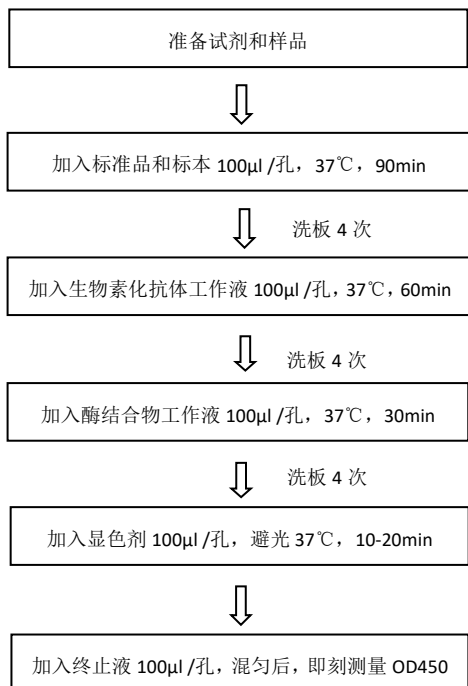 准备试剂和样品
加入标准品和标本 100μl /孔，37℃，90min
洗板 4 次
加入生物素化抗体工作液 100μl /孔，37℃，60min
洗板 4 次
加入酶结合物工作液 100μl /孔，37℃，30min
洗板 4 次
加入显色剂 100μl /孔，避光 37℃，10-20min
加入终止液 100μl /孔，混匀后，即刻测量 OD450